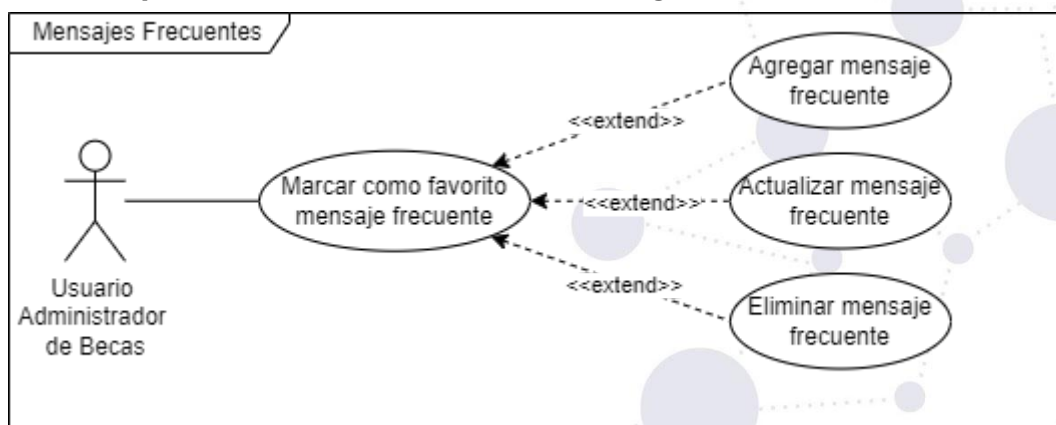 Mensajes Frecuentes
Agregar mensaje
frecuente
<<extend>>
Marcar como favorito
mensaje frecuente
<<extend>>
Actualizar mensaje
frecuente
<<extend>>
Eliminar mensaje
frecuente
Usuario
Administrador
de Becas